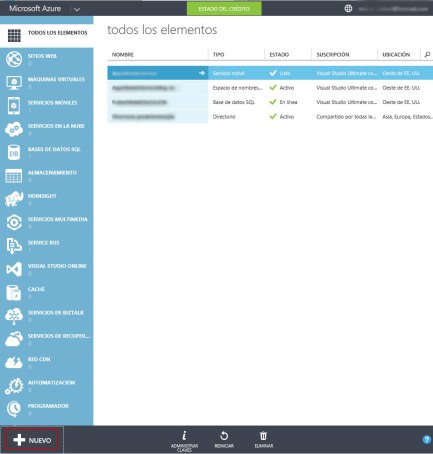 Microsoft Azure
ESTADO DEL CRÉDITO
TODOS LOS ELEMENTOS
SITIOS WEB
0
MÁQUINAS VIRTUALES
0
SERVICIOS MÓVILES
1
SERVICIOS EN LA NUBE
0
BASES DE DATOS SQL
1
ALMACENAMIENTO
0
HDINSIGHT
0
SERVICIOS MULTIMEDIA
0
SERVICE BUS
1
VISUAL STUDIO ONLINE
0
CACHÉ
0
SERVICIOS DE BIZTALK
0
SERVICIOS DE RECUPER...
0
RED CDN
0
AUTOMATIZACIÓN
0
PROGRAMADOR
0
todos los elementos
NOMBRE TIPO ESTADO SUSCRIPCIÓN UBICACIÓN
Servicio móvil Listo Visual Studio Ultimate co... Oeste de EE. UU.
Espacio de nombres... Activo Visual Studio Ultimate co... Oeste de EE. UU.
Base de datos SQL En línea Visual Studio Ultimate co... Oeste de EE. UU.
Directorio Activo Compartido por todas la... Asia, Europa, Estados...
NUEVO
ADMINISTRAR CLAVES
REINICIAR
ELIMINAR
?